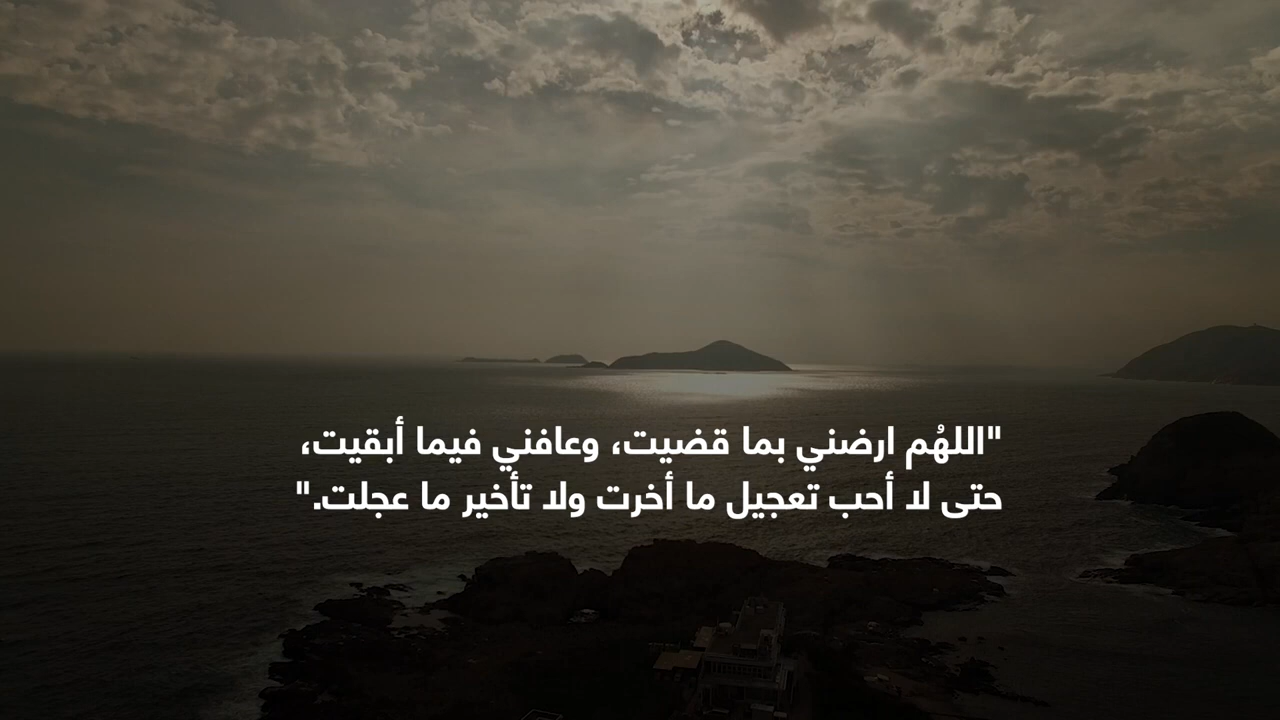 "اللهُم ارضني بما قضيت، وعافني فيما أبقيت،
حتى لا أحب تعجيل ما أخرت ولا تأخير ما عجلت."